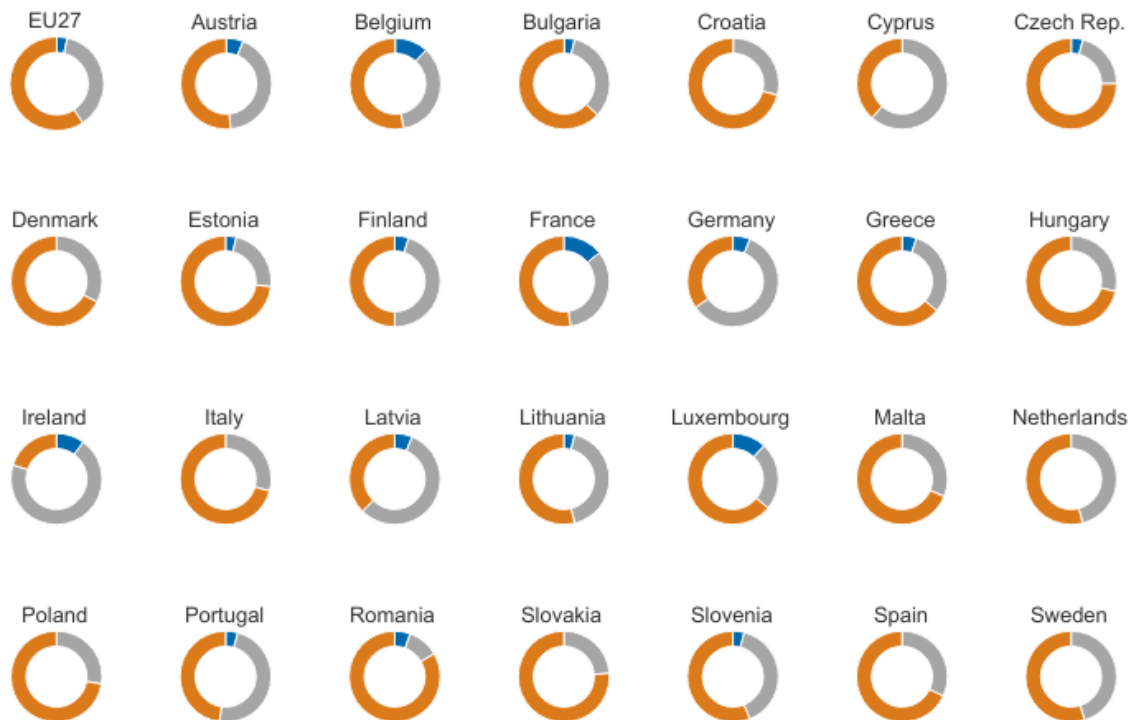 EU27 Austria Belgium Bulgaria Croatia Cyprus Czech Rep.
Denmark Estonia Finland France Germany Greece Hungary
Ireland Italy Latvia Lithuania Luxembourg Malta Netherlands
Poland Portugal Romania Slovakia Slovenia Spain Sweden